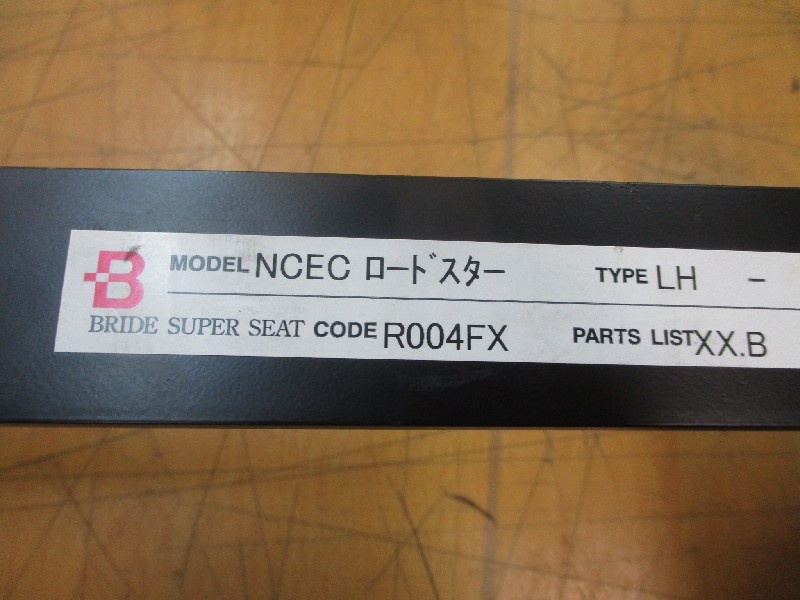 B MODEL NCEC ロードスター TYPE LH -
BRIDE SUPER SEAT CODE R004FX PARTS LIST XX.B